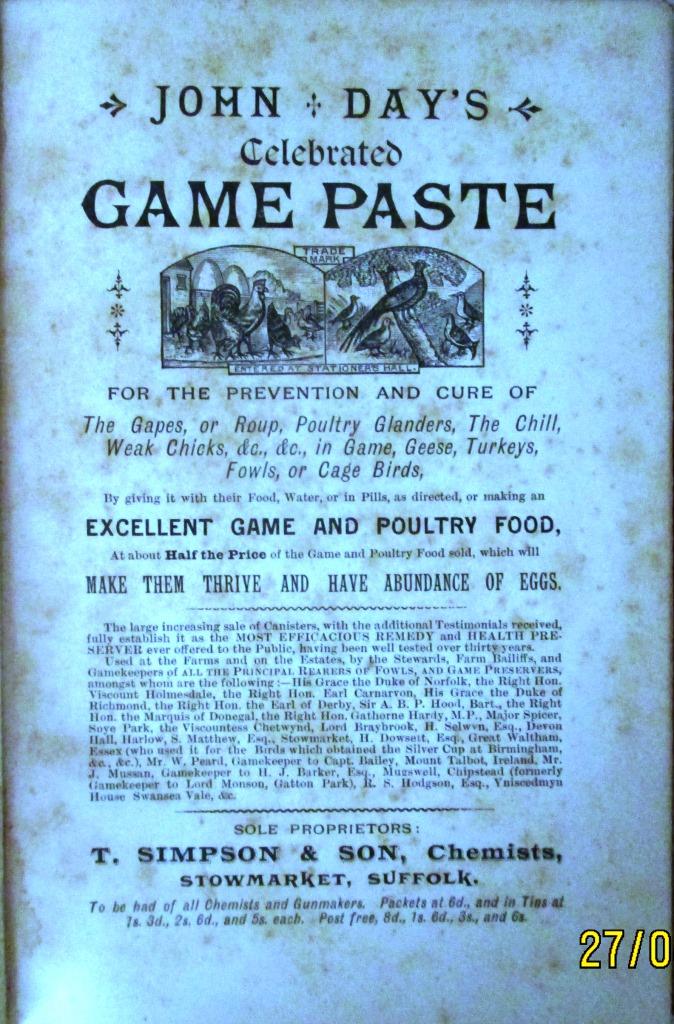 JOHN DAY'S
Celebrated
GAME PASTE
TRADE
MARK
ENTERED AT STATIONERS HALL.
FOR THE PREVENTION AND CURE OF
The Gapes, or Roup, Poultry Glanders, The Chill,
Weak Chicks, &c., &c., in Game, Geese, Turkeys,
Fowls, or Cage Birds,
By giving it with their Food, Water, or in Pills, as directed, or making an
EXCELLENT GAME AND POULTRY FOOD,
At about Half the Price of the Game and Poultry Food sold, which will
MAKE THEM THRIVE AND HAVE ABUNDANCE OF EGGS.
The large increasing sale of Canisters, with the additional Testimonials received,
fully establish it as the MOST EFFICACIOUS REMEDY and HEALTH PRE-
SERVER ever offered to the Public, having been well tested over thirty years.
Used at the Farms and on the Estates, by the Stewards, Farm Bailiffs, and
Gamekeepers of ALL THE PRINCIPAL REARERS OF FOWLS, AND GAME PRESERVERS,
amongst whom are the following:—His Grace the Duke of Norfolk, the Right Hon.
Viscount Holmesdale, the Right Hon. Earl Carnarvon, His Grace the Duke of
Richmond, the Right Hon. the Earl of Derby, Sir A. B. P. Hood, Bart., the Right
Hon. the Marquis of Donegal, the Right Hon. Gathorne Hardy, M.P., Major Spicer,
Spye Park, the Viscountess Chetwynd, Lord Braybrook, H. Selwyn, Esq., Devon
Hall, Harlow, S. Matthew, Esq., Stowmarket, H. Dowsett, Esq., Great Waltham,
Essex (who used it for the Birds which obtained the Silver Cup at Birmingham,
&c., &c.), Mr. W. Peard, Gamekeeper to Capt. Bailey, Mount Talbot, Ireland, Mr.
J. Mussan, Gamekeeper to H. J. Barker, Esq., Mugswell, Chipstead (formerly
Gamekeeper to Lord Monson, Gatton Park), R. S. Hodgson, Esq., Yniscedwyn
House Swansea Vale, &c.
SOLE PROPRIETORS:
T. SIMPSON & SON, Chemists,
STOWMARKET, SUFFOLK.
To be had of all Chemists and Gunmakers. Packets at 6d., and in Tins at
1s. 3d., 2s. 6d., and 5s. each. Post free, 8d., 1s. 6d., 3s., and 6s.
27/0